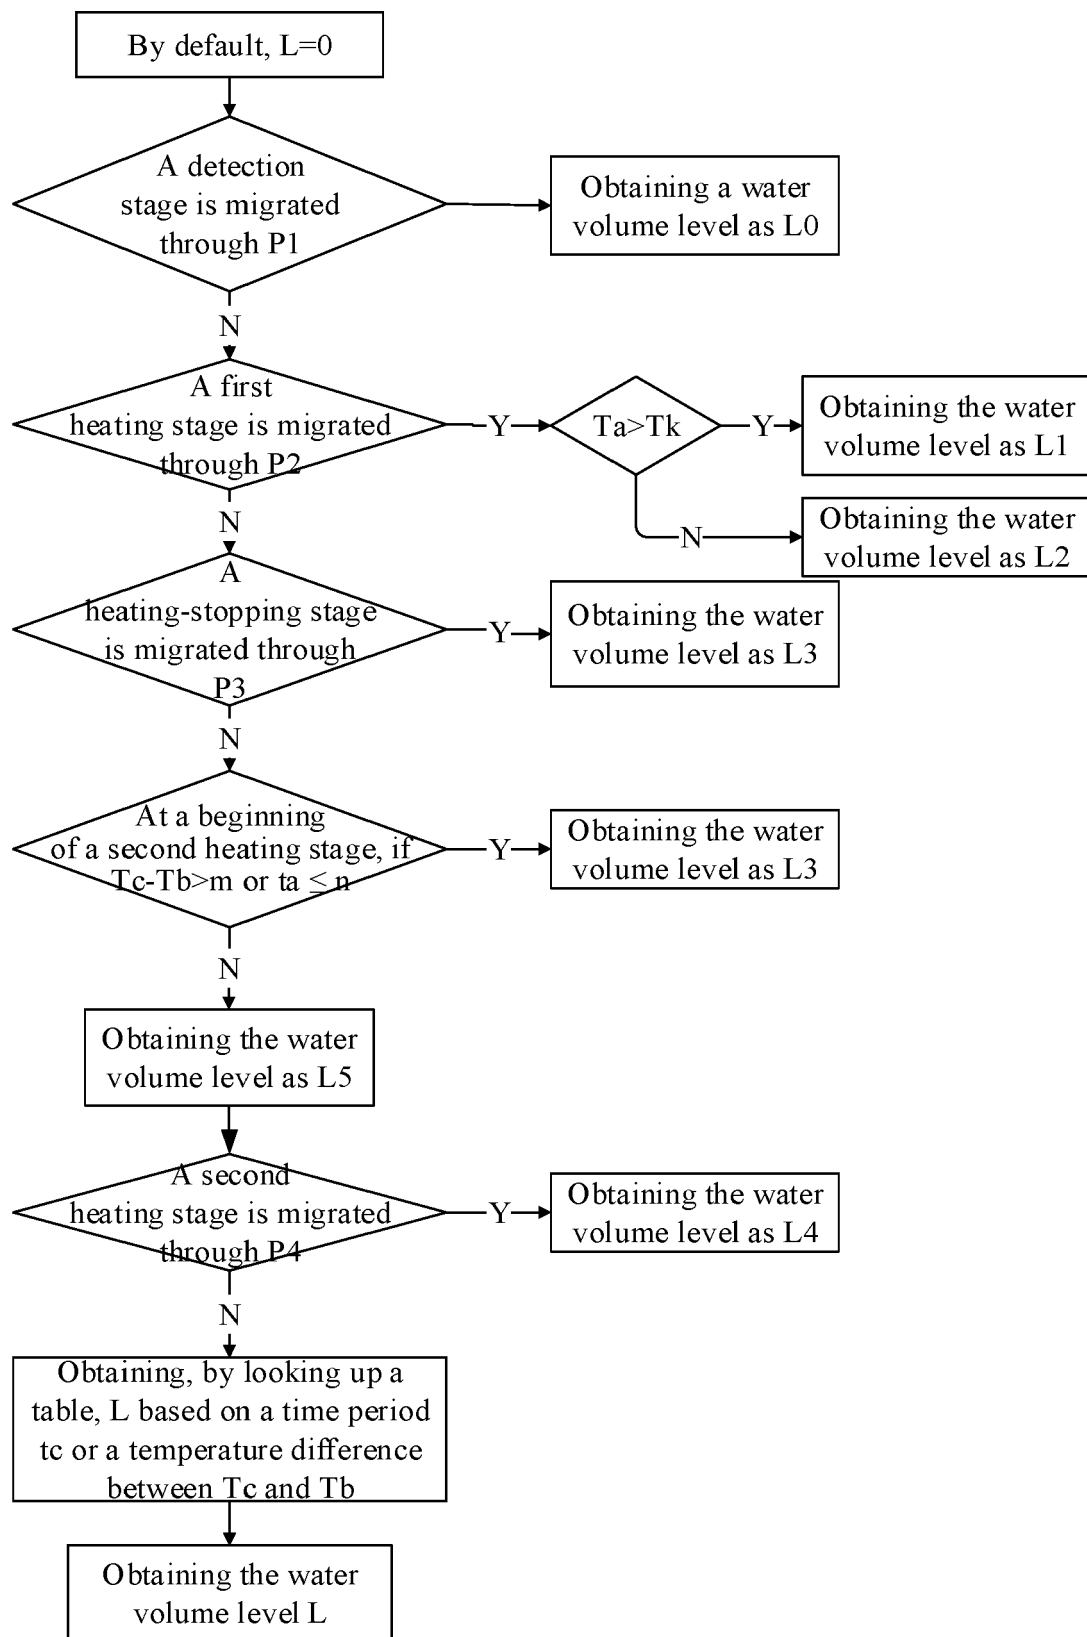 By default, L=0
A detection
stage is migrated
through P1
Obtaining a water
volume level as L0
N
A first
heating stage is migrated
through P2
Y
Ta>Tk
Y
Obtaining the water
volume level as L1
N
Obtaining the water
volume level as L2
N
A
heating-stopping stage
is migrated through
P3
Y
Obtaining the water
volume level as L3
N
At a beginning
of a second heating stage, if
Tc-Tb>m or ta ≤ n
Y
Obtaining the water
volume level as L3
N
Obtaining the water
volume level as L5
A second
heating stage is migrated
through P4
Y
Obtaining the water
volume level as L4
N
Obtaining, by looking up a
table, L based on a time period
tc or a temperature difference
between Tc and Tb
Obtaining the water
volume level L